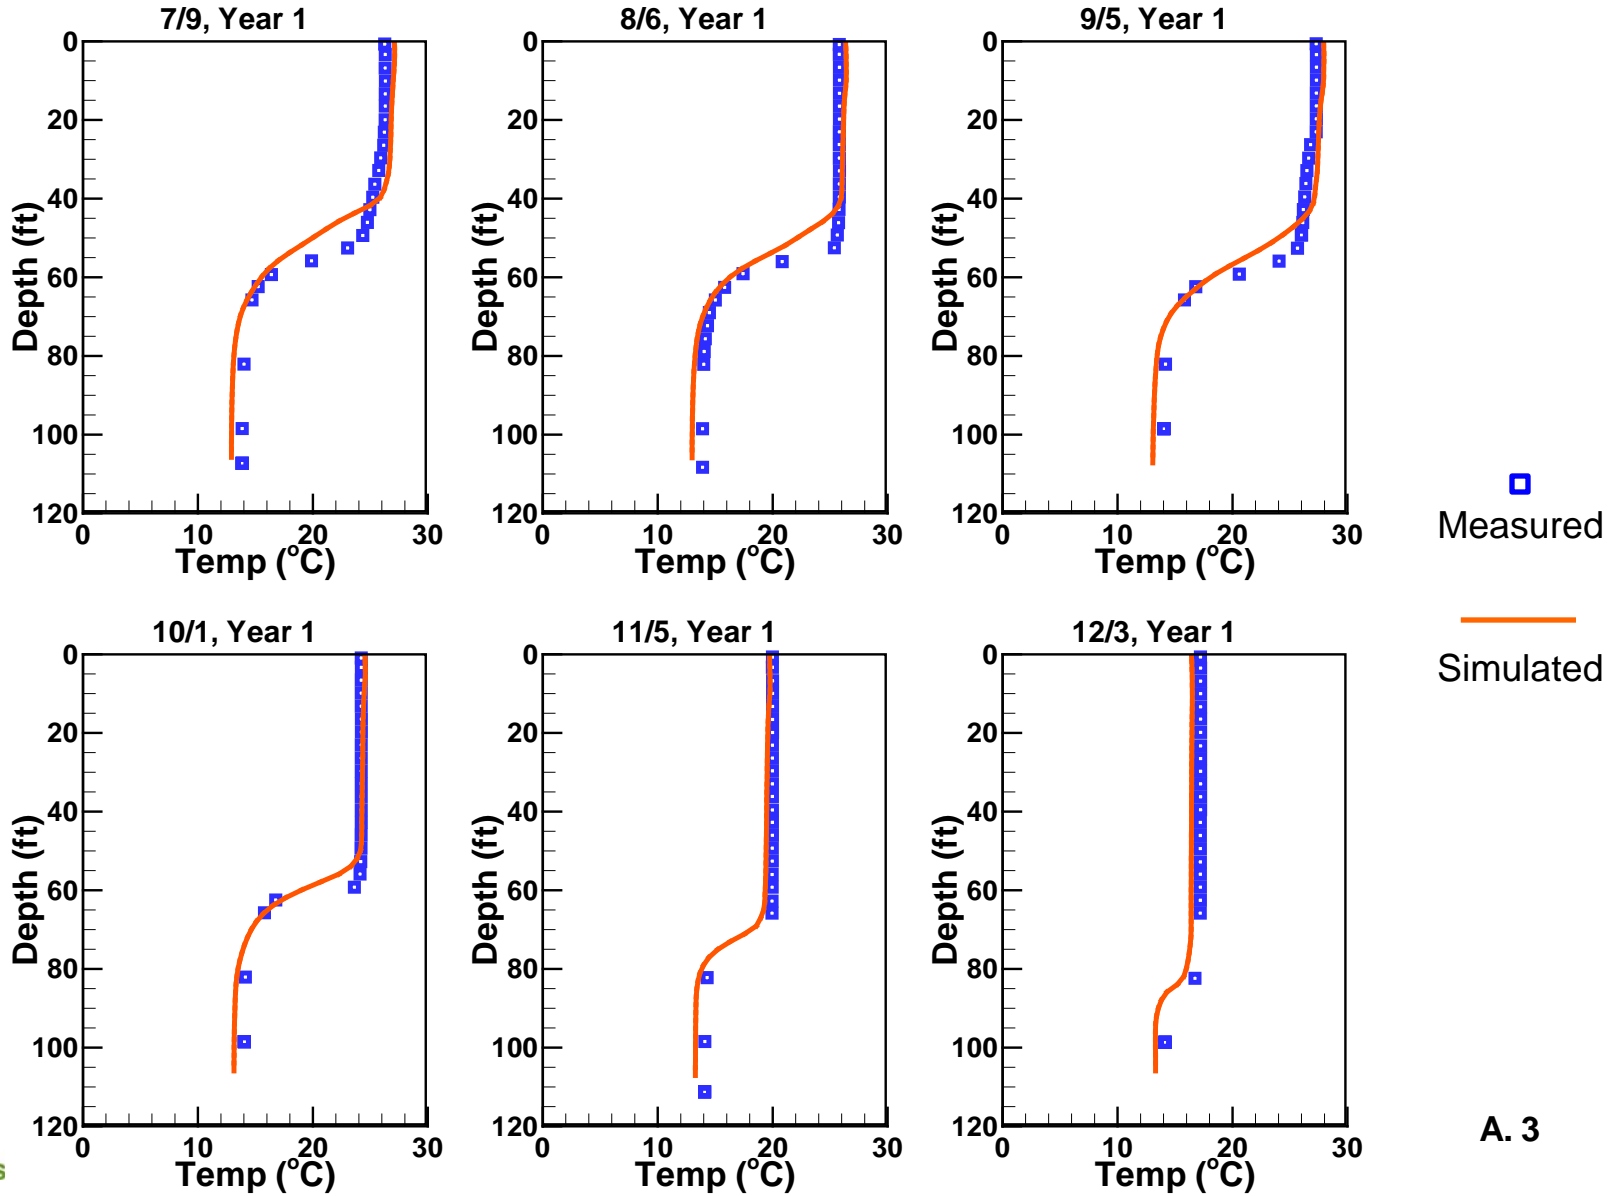 7/9, Year 1
0
20
40
60
80
100
120
0 10 20 30
Depth (ft)
Temp (°C)
8/6, Year 1
0
20
40
60
80
100
120
0 10 20 30
Depth (ft)
Temp (°C)
9/5, Year 1
0
20
40
60
80
100
120
0 10 20 30
Depth (ft)
Temp (°C)
Measured
Simulated
10/1, Year 1
0
20
40
60
80
100
120
0 10 20 30
Depth (ft)
Temp (°C)
11/5, Year 1
0
20
40
60
80
100
120
0 10 20 30
Depth (ft)
Temp (°C)
12/3, Year 1
0
20
40
60
80
100
120
0 10 20 30
Depth (ft)
Temp (°C)
A. 3
s